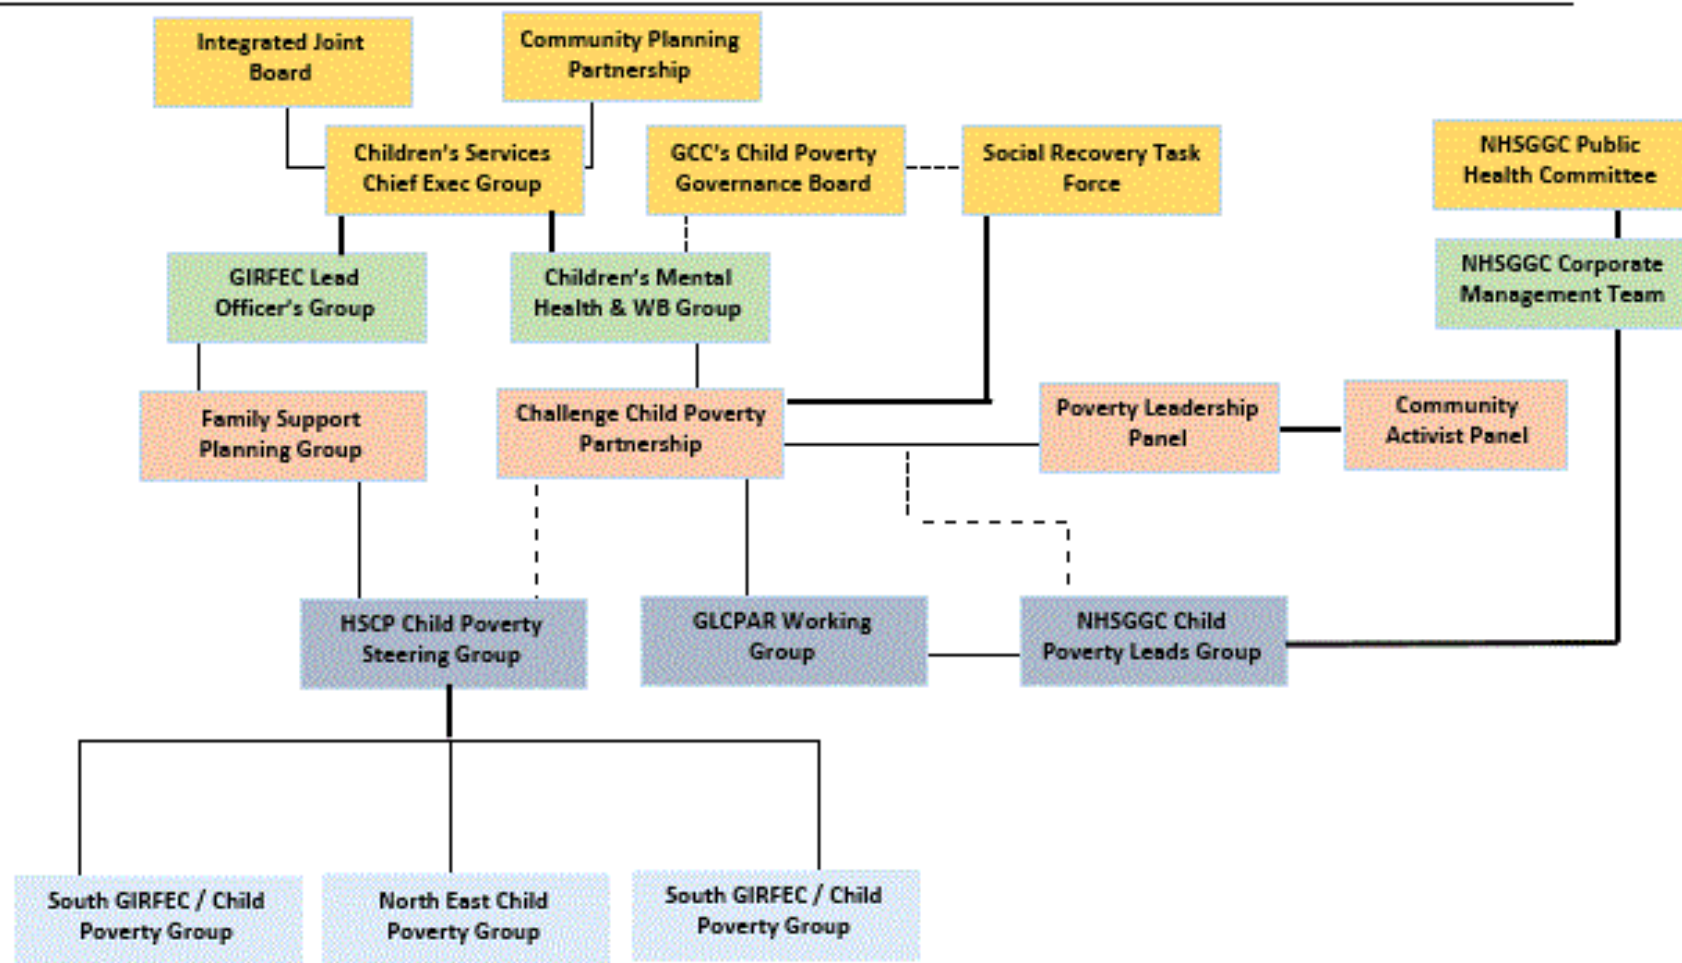 Integrated Joint
Board
Community Planning
Partnership
Children's Services
Chief Exec Group
GCC's Child Poverty
Governance Board
Social Recovery Task
Force
NHSGGC Public
Health Committee
GIRFEC Lead
Officer's Group
Children's Mental
Health & WB Group
NHSGGC Corporate
Management Team
Family Support
Planning Group
Challenge Child Poverty
Partnership
Poverty Leadership
Panel
Community
Activist Panel
HSCP Child Poverty
Steering Group
GLCPAR Working
Group
NHSGGC Child
Poverty Leads Group
South GIRFEC / Child
Poverty Group
North East Child
Poverty Group
South GIRFEC / Child
Poverty Group